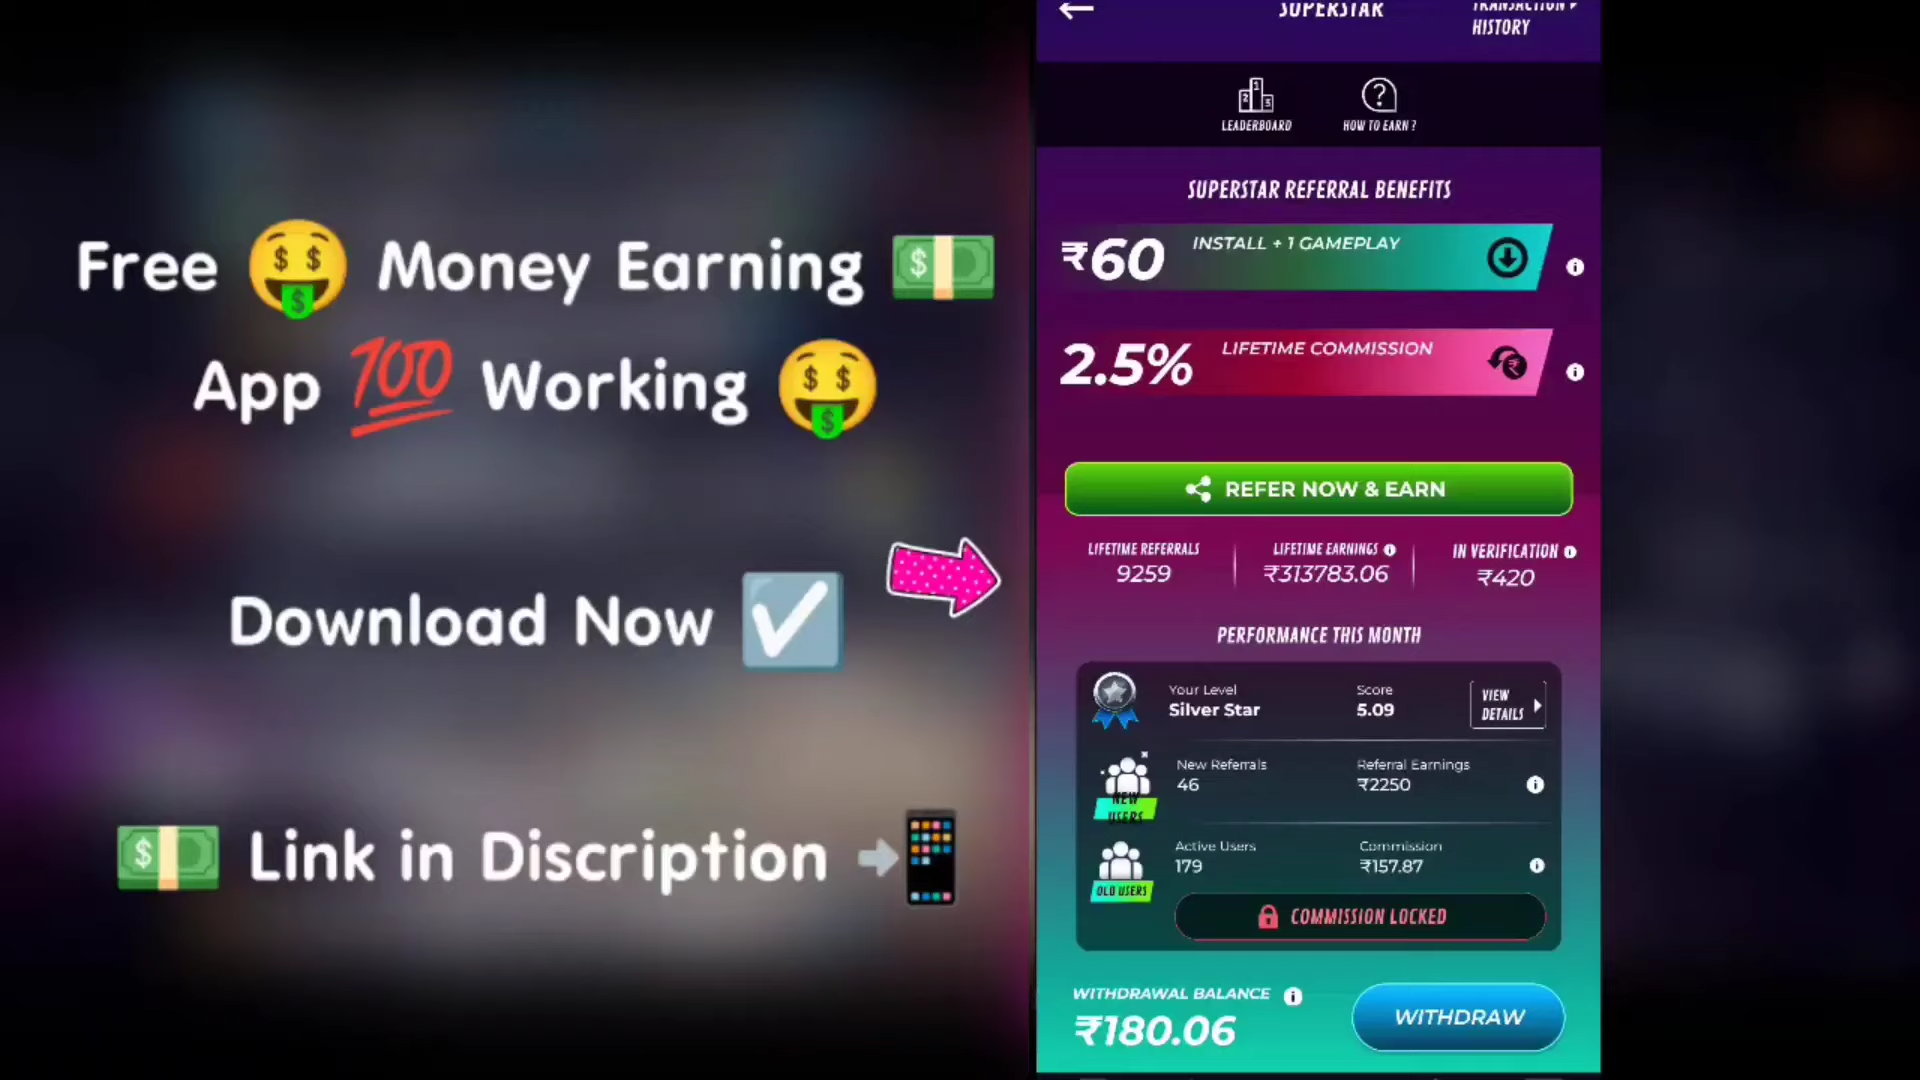 Free 🤑 Money Earning 💵
App 💯 Working 🤑
Download Now ☑️
💵 Link in Discription
SUPERSTAR
TRANSACTION
HISTORY
LEADERBOARD
HOW TO EARN ?
SUPERSTAR REFERRAL BENEFITS
₹60 INSTALL + 1 GAMEPLAY
2.5% LIFETIME COMMISSION
REFER NOW & EARN
LIFETIME REFERRALS
9259
LIFETIME EARNINGS
₹313783.06
IN VERIFICATION
₹420
PERFORMANCE THIS MONTH
Your Level
Silver Star
Score
5.09
VIEW
DETAILS
NEW
USERS
New Referrals
46
Referral Earnings
₹2250
OLD USERS
Active Users
179
Commission
₹157.87
COMMISSION LOCKED
WITHDRAWAL BALANCE
₹180.06
WITHDRAW